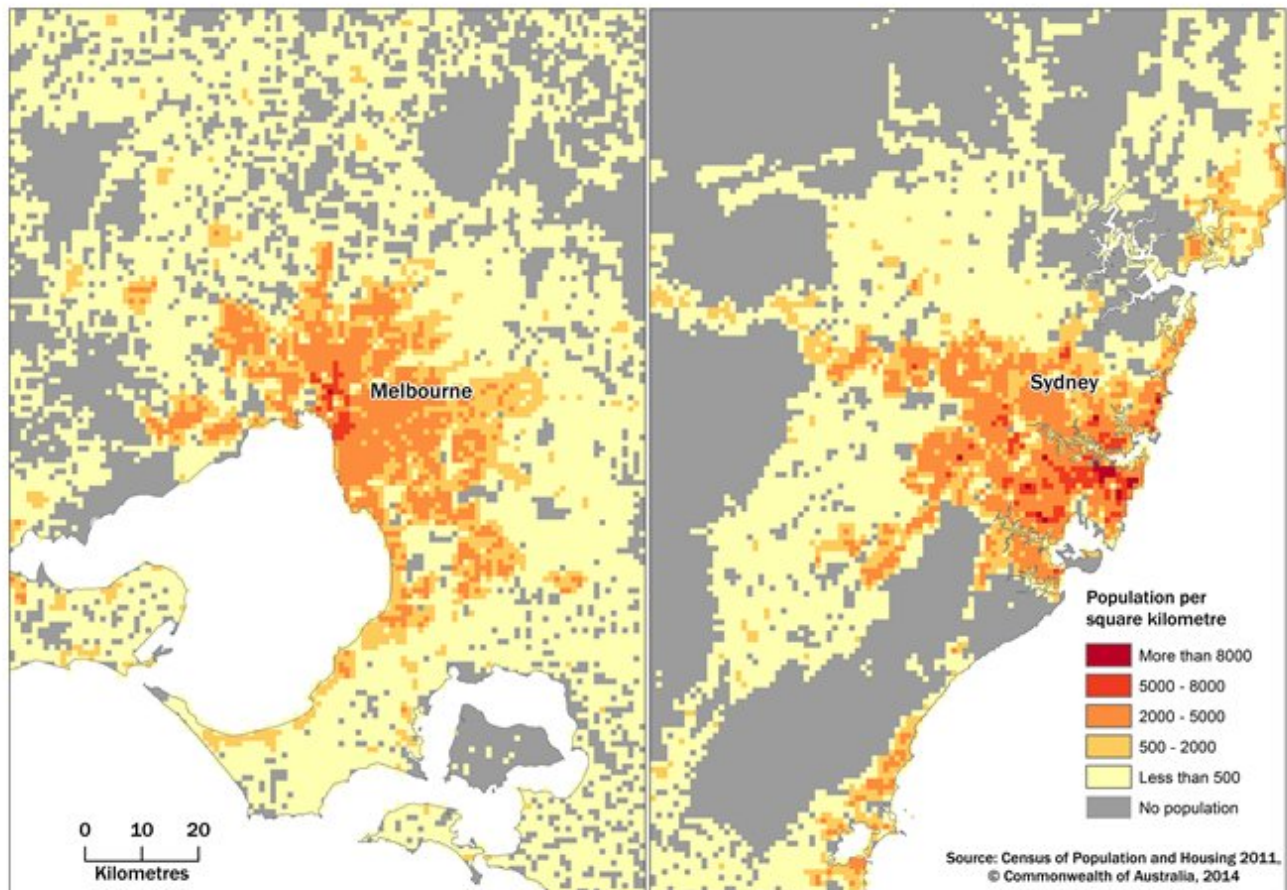 Melbourne
Sydney
Population per
square kilometre
More than 8000
5000 - 8000
2000 - 5000
500 - 2000
Less than 500
No population
0 10 20
Kilometres
Source: Census of Population and Housing 2011.
© Commonwealth of Australia, 2014